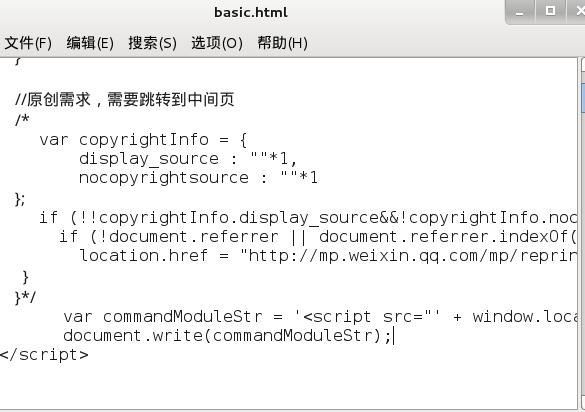 basic.html
文件(F) 编辑(E) 搜索(S) 选项(O) 帮助(H)
}
//原创需求，需要跳转到中间页
/*
var copyrightInfo = {
display_source : ""*1,
nocopyrightsource : ""*1
};
if (!!copyrightInfo.display_source&&!copyrightInfo.noc
if (!document.referrer || document.referrer.indexOf(
location.href = "http://mp.weixin.qq.com/mp/reprin
}
}*/
var commandModuleStr = '<script src="' + window.loca
document.write(commandModuleStr);
</script>